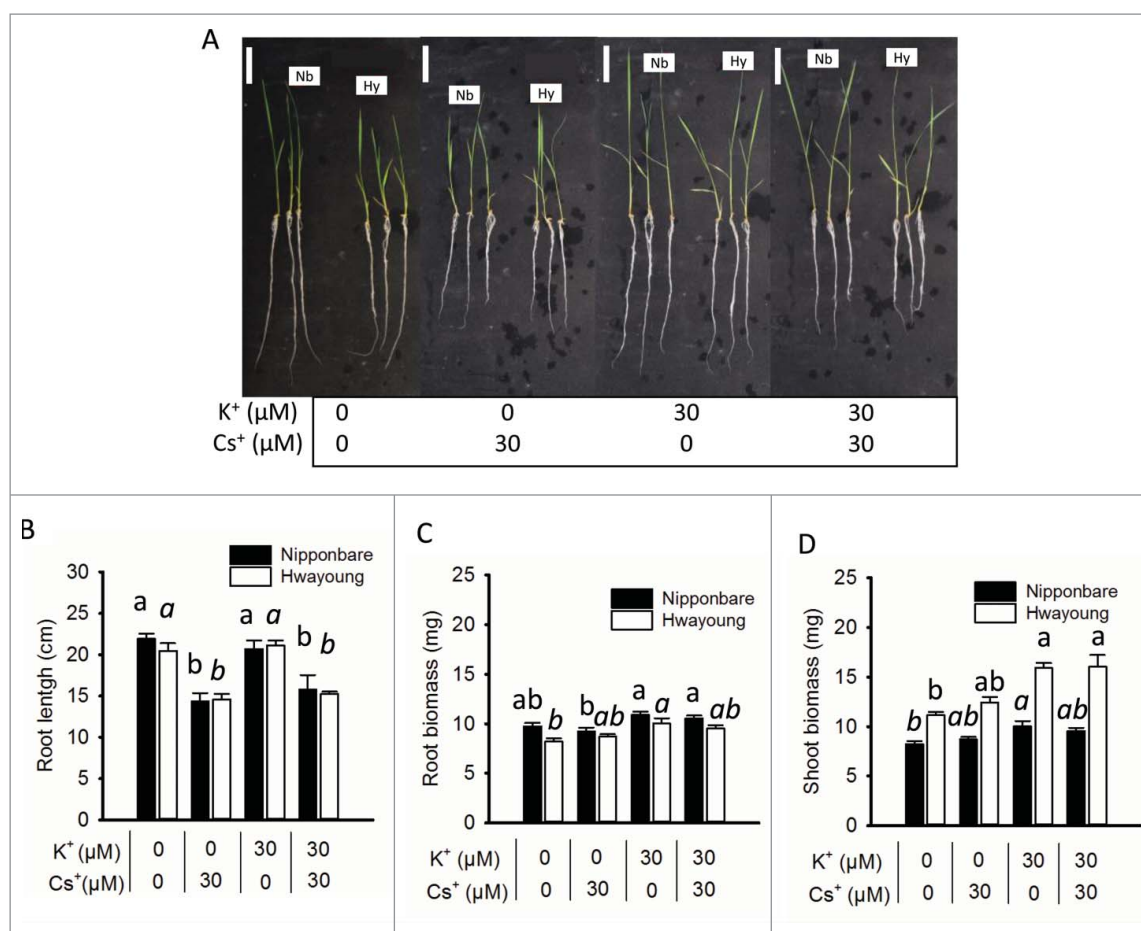 A
Nb Hy Nb Hy Nb Hy Nb Hy
K⁺ (µM) 0 0 30 30
Cs⁺ (µM) 0 30 0 30
B
Nipponbare
Hwayoung
Root lentgh (cm)
30
25
20
15
10
5
0
a a b b a a b b
K⁺ (µM) 0 0 30 30
Cs⁺(µM) 0 30 0 30
C
Nipponbare
Hwayoung
Root biomass (mg)
25
20
15
10
5
0
ab b b ab a a a ab
K⁺ (µM) 0 0 30 30
Cs⁺ (µM) 0 30 0 30
D
Nipponbare
Hwayoung
Shoot biomass (mg)
25
20
15
10
5
0
b b ab ab a a ab a
K⁺ (µM) 0 0 30 30
Cs⁺ (µM) 0 30 0 30